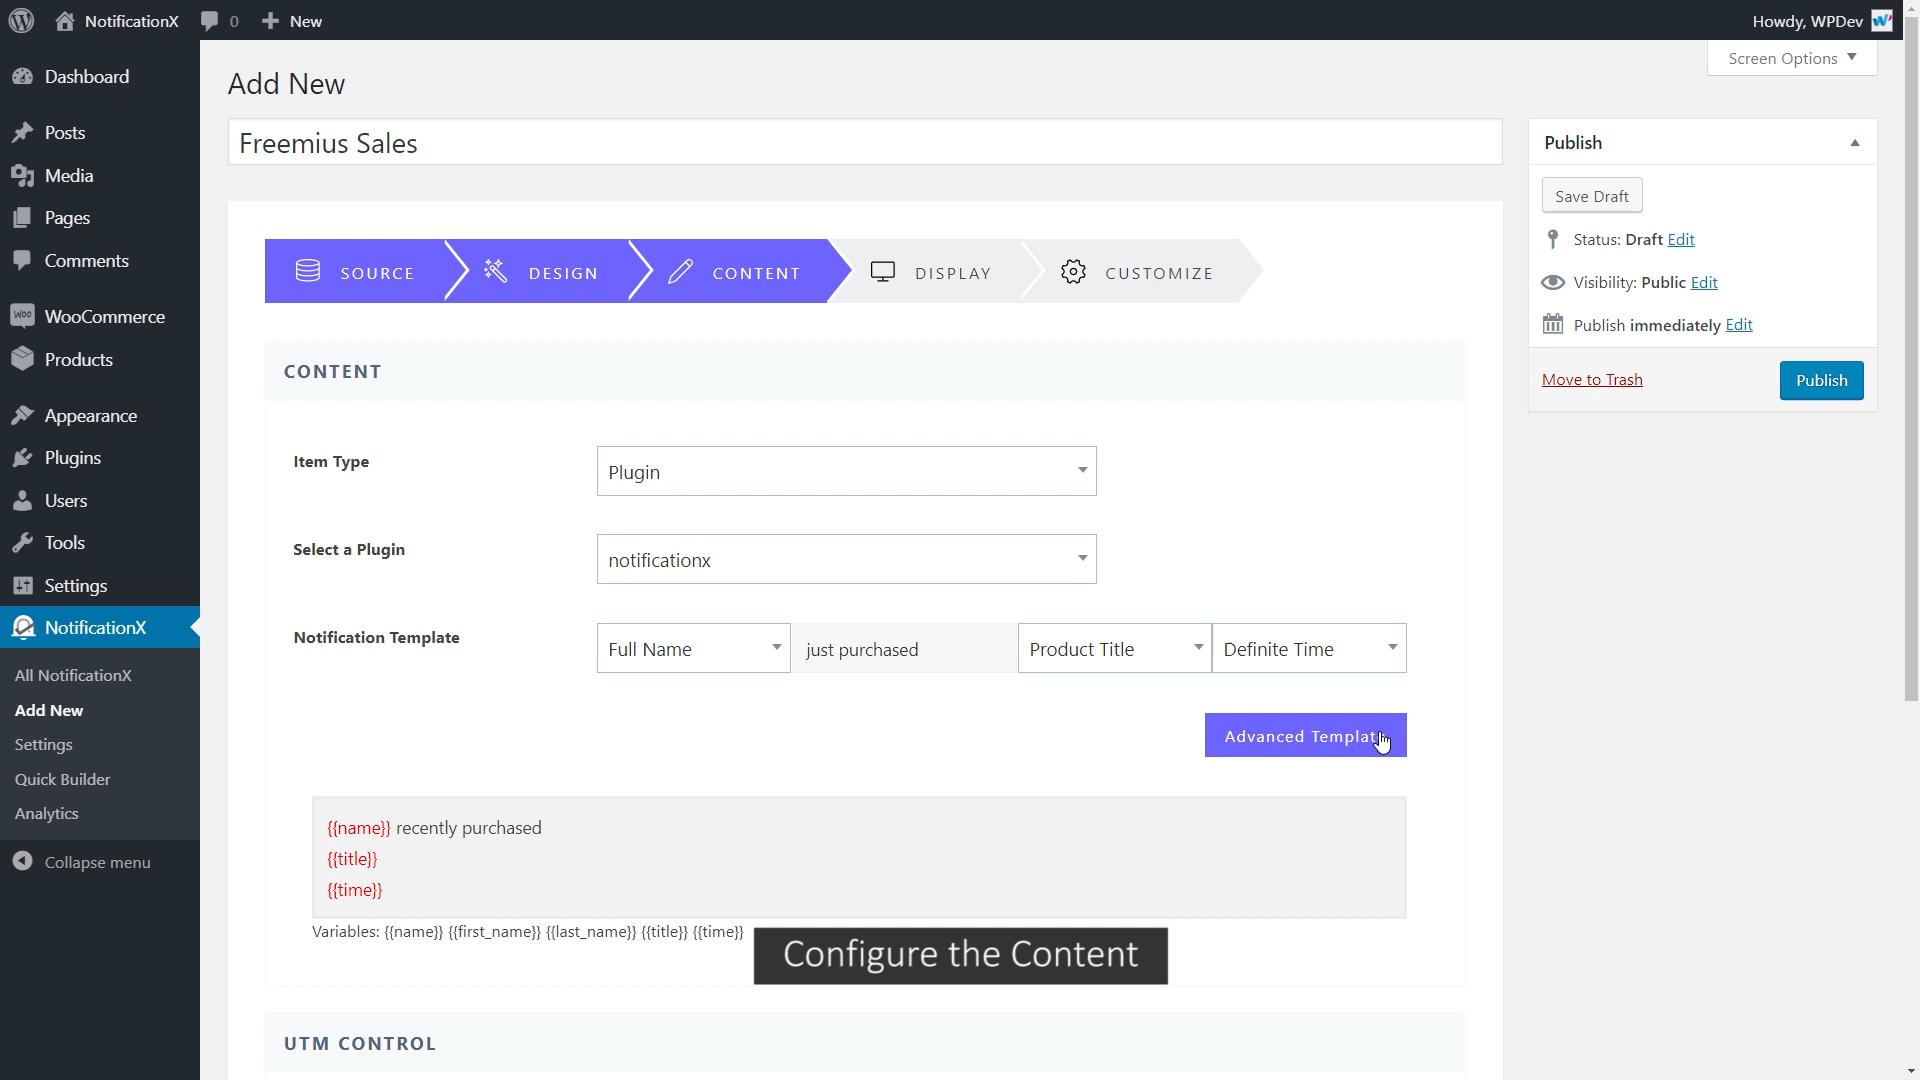 NotificationX
0
New
Howdy, WPDev
Screen Options
Dashboard
Posts
Media
Pages
Comments
WooCommerce
Products
Appearance
Plugins
Users
Tools
Settings
NotificationX
All NotificationX
Add New
Settings
Quick Builder
Analytics
Collapse menu
Add New
Freemius Sales
SOURCE
DESIGN
CONTENT
DISPLAY
CUSTOMIZE
CONTENT
Item Type
Plugin
Select a Plugin
notificationx
Notification Template
Full Name
just purchased
Product Title
Definite Time
Advanced Template
{{name}} recently purchased
{{title}}
{{time}}
Variables: {{name}} {{first_name}} {{last_name}} {{title}} {{time}}
Configure the Content
UTM CONTROL
Publish
Save Draft
Status: Draft Edit
Visibility: Public Edit
Publish immediately Edit
Move to Trash
Publish